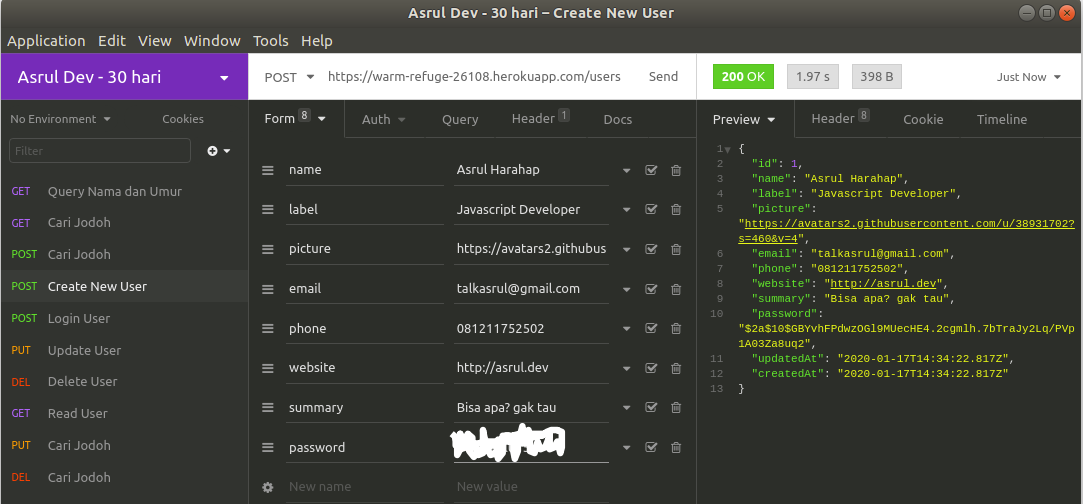 Asrul Dev - 30 hari – Create New User
Application Edit View Window Tools Help
Asrul Dev - 30 hari
POST https://warm-refuge-26108.herokuapp.com/users Send
200 OK 1.97 s 398 B Just Now
No Environment Cookies
Form 8 Auth Query Header 1 Docs
Preview Header 8 Cookie Timeline
Filter
GET Query Nama dan Umur
GET Cari Jodoh
POST Cari Jodoh
POST Create New User
POST Login User
PUT Update User
DEL Delete User
GET Read User
PUT Cari Jodoh
DEL Cari Jodoh
name Asrul Harahap
label Javascript Developer
picture https://avatars2.githubus
email talkasrul@gmail.com
phone 081211752502
website http://asrul.dev
summary Bisa apa? gak tau
password
New name New value
1 {
2 "id": 1,
3 "name": "Asrul Harahap",
4 "label": "Javascript Developer",
5 "picture":
"https://avatars2.githubusercontent.com/u/38931702?
s=460&v=4",
6 "email": "talkasrul@gmail.com",
7 "phone": "081211752502",
8 "website": "http://asrul.dev",
9 "summary": "Bisa apa? gak tau",
10 "password":
"$2a$10$GBYvhFPdwzOGl9MUecHE4.2cgmlh.7bTraJy2Lq/PVp
1A03Za8uq2",
11 "updatedAt": "2020-01-17T14:34:22.817Z",
12 "createdAt": "2020-01-17T14:34:22.817Z"
13 }